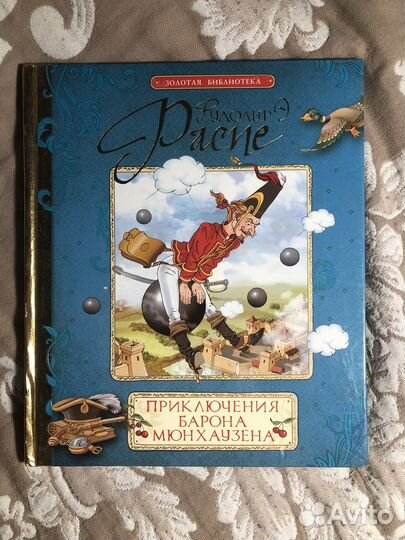 ЗОЛОТАЯ БИБЛИОТЕКА
Рудольф Э
Распе
ПРИКЛЮЧЕНИЯ
БАРОНА
МЮНХАУЗЕНА
Avito